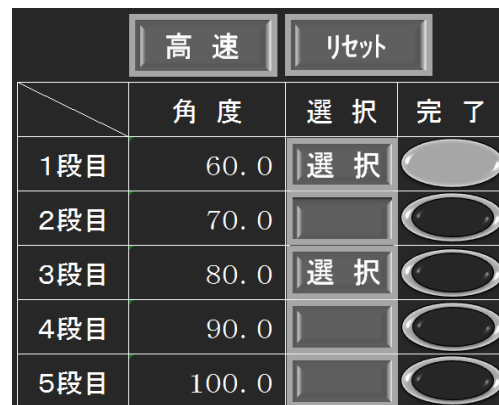 高 速 リセット
角 度 選 択 完 了
1段目 60.0 選 択
2段目 70.0
3段目 80.0 選 択
4段目 90.0
5段目 100.0